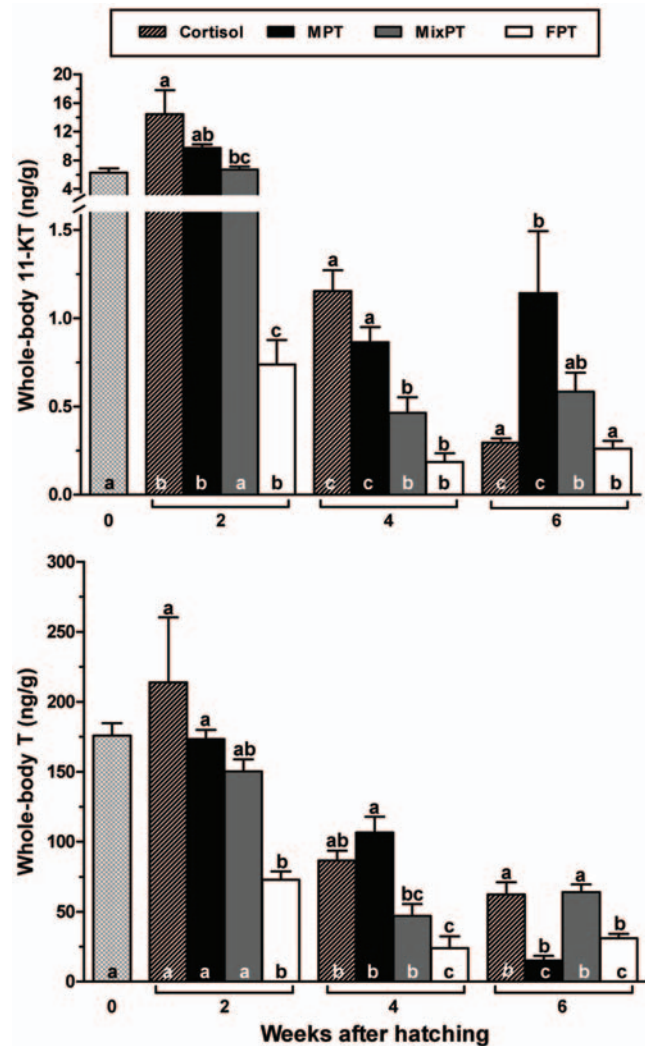 Cortisol MPT MixPT FPT
Whole-body 11-KT (ng/g)
20
16
12
8
4
1.5
1.0
0.5
0.0
a
ab
bc
c
a
a
b
b
a
b
ab
a
a b b a b c c b b c c b b
0 2 4 6
Whole-body T (ng/g)
300
250
200
150
100
50
0
a
a
ab
b
ab
a
bc
c
a
b
a
b
a a a a b b b b c b c b c
0 2 4 6
Weeks after hatching